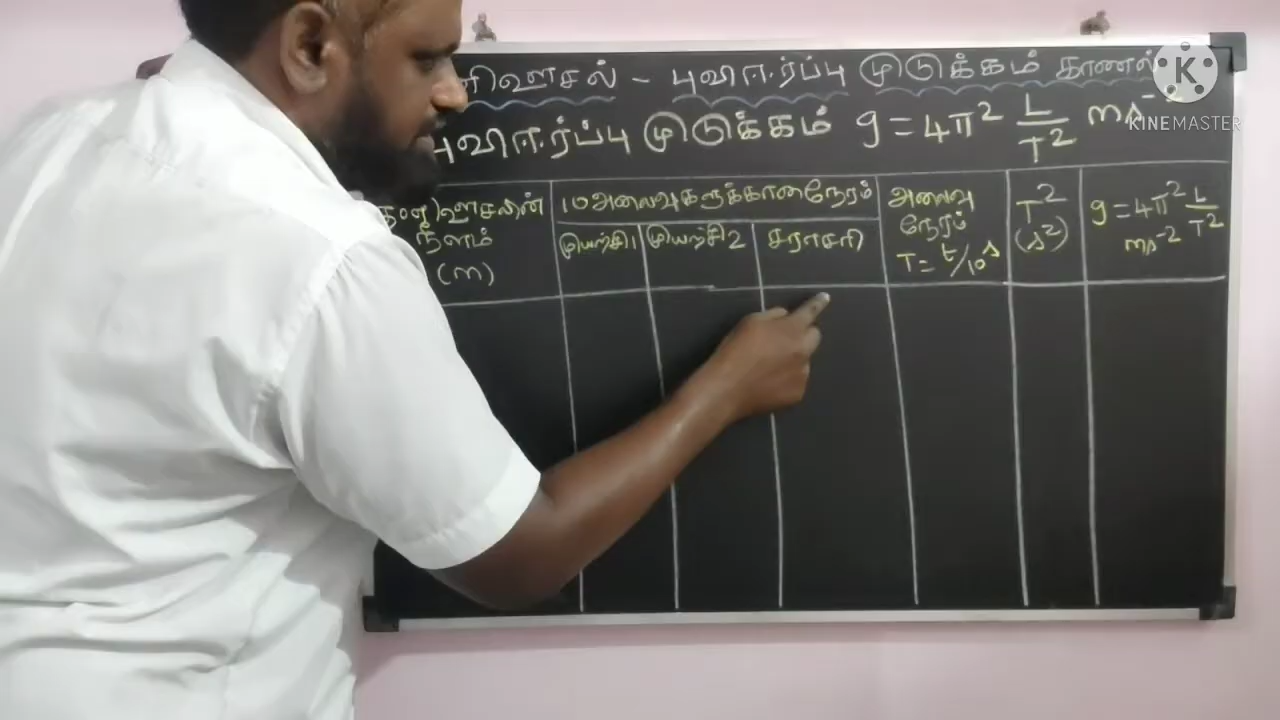 ஊசல் - புவிஈர்ப்பு முடுக்கம் காணல்
புவிஈர்ப்பு முடுக்கம் g = 4π² L/T² ms⁻²
ஊசலின் நீளம் (m)
10 அலைவுகளுக்கான நேரம்
முயற்சி 1
முயற்சி 2
சராசரி
அலைவு நேரம் T = t/10 s
T² (s²)
g = 4π² L/T² ms⁻²
K
KINEMASTER